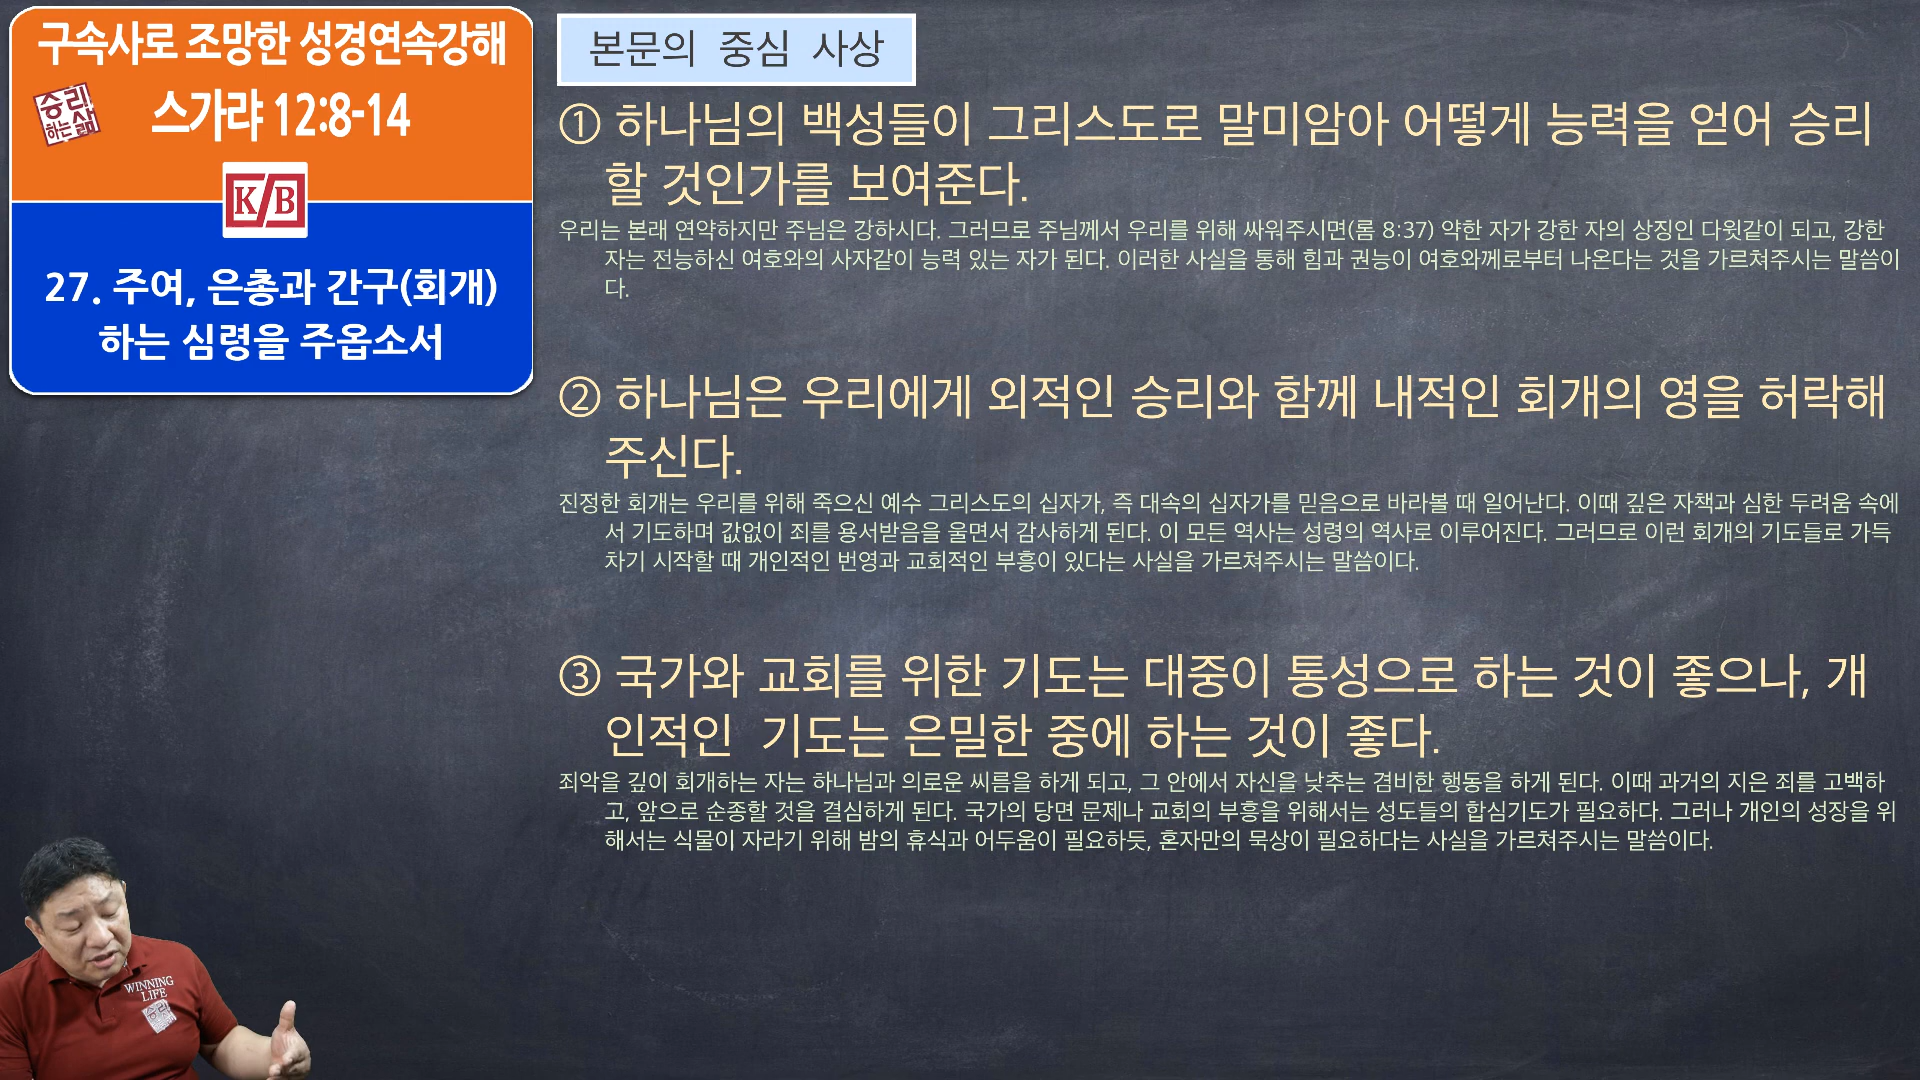 구속사로 조망한 성경연속강해
승리
하는삶
스가랴 12:8-14
K/B
27. 주여, 은총과 간구(회개)
하는 심령을 주옵소서
본문의 중심 사상
① 하나님의 백성들이 그리스도로 말미암아 어떻게 능력을 얻어 승리
할 것인가를 보여준다.
우리는 본래 연약하지만 주님은 강하시다. 그러므로 주님께서 우리를 위해 싸워주시면(롬 8:37) 약한 자가 강한 자의 상징인 다윗같이 되고, 강한
자는 전능하신 여호와의 사자같이 능력 있는 자가 된다. 이러한 사실을 통해 힘과 권능이 여호와께로부터 나온다는 것을 가르쳐주시는 말씀이
다.
② 하나님은 우리에게 외적인 승리와 함께 내적인 회개의 영을 허락해
주신다.
진정한 회개는 우리를 위해 죽으신 예수 그리스도의 십자가, 즉 대속의 십자가를 믿음으로 바라볼 때 일어난다. 이때 깊은 자책과 심한 두려움 속에
서 기도하며 값없이 죄를 용서받음을 울면서 감사하게 된다. 이 모든 역사는 성령의 역사로 이루어진다. 그러므로 이런 회개의 기도들로 가득
차기 시작할 때 개인적인 번영과 교회적인 부흥이 있다는 사실을 가르쳐주시는 말씀이다.
③ 국가와 교회를 위한 기도는 대중이 통성으로 하는 것이 좋으나, 개
인적인 기도는 은밀한 중에 하는 것이 좋다.
죄악을 깊이 회개하는 자는 하나님과 의로운 씨름을 하게 되고, 그 안에서 자신을 낮추는 겸비한 행동을 하게 된다. 이때 과거의 지은 죄를 고백하
고, 앞으로 순종할 것을 결심하게 된다. 국가의 당면 문제나 교회의 부흥을 위해서는 성도들의 합심기도가 필요하다. 그러나 개인의 성장을 위
해서는 식물이 자라기 위해 밤의 휴식과 어두움이 필요하듯, 혼자만의 묵상이 필요하다는 사실을 가르쳐주시는 말씀이다.
WINNING
LIFE
승리